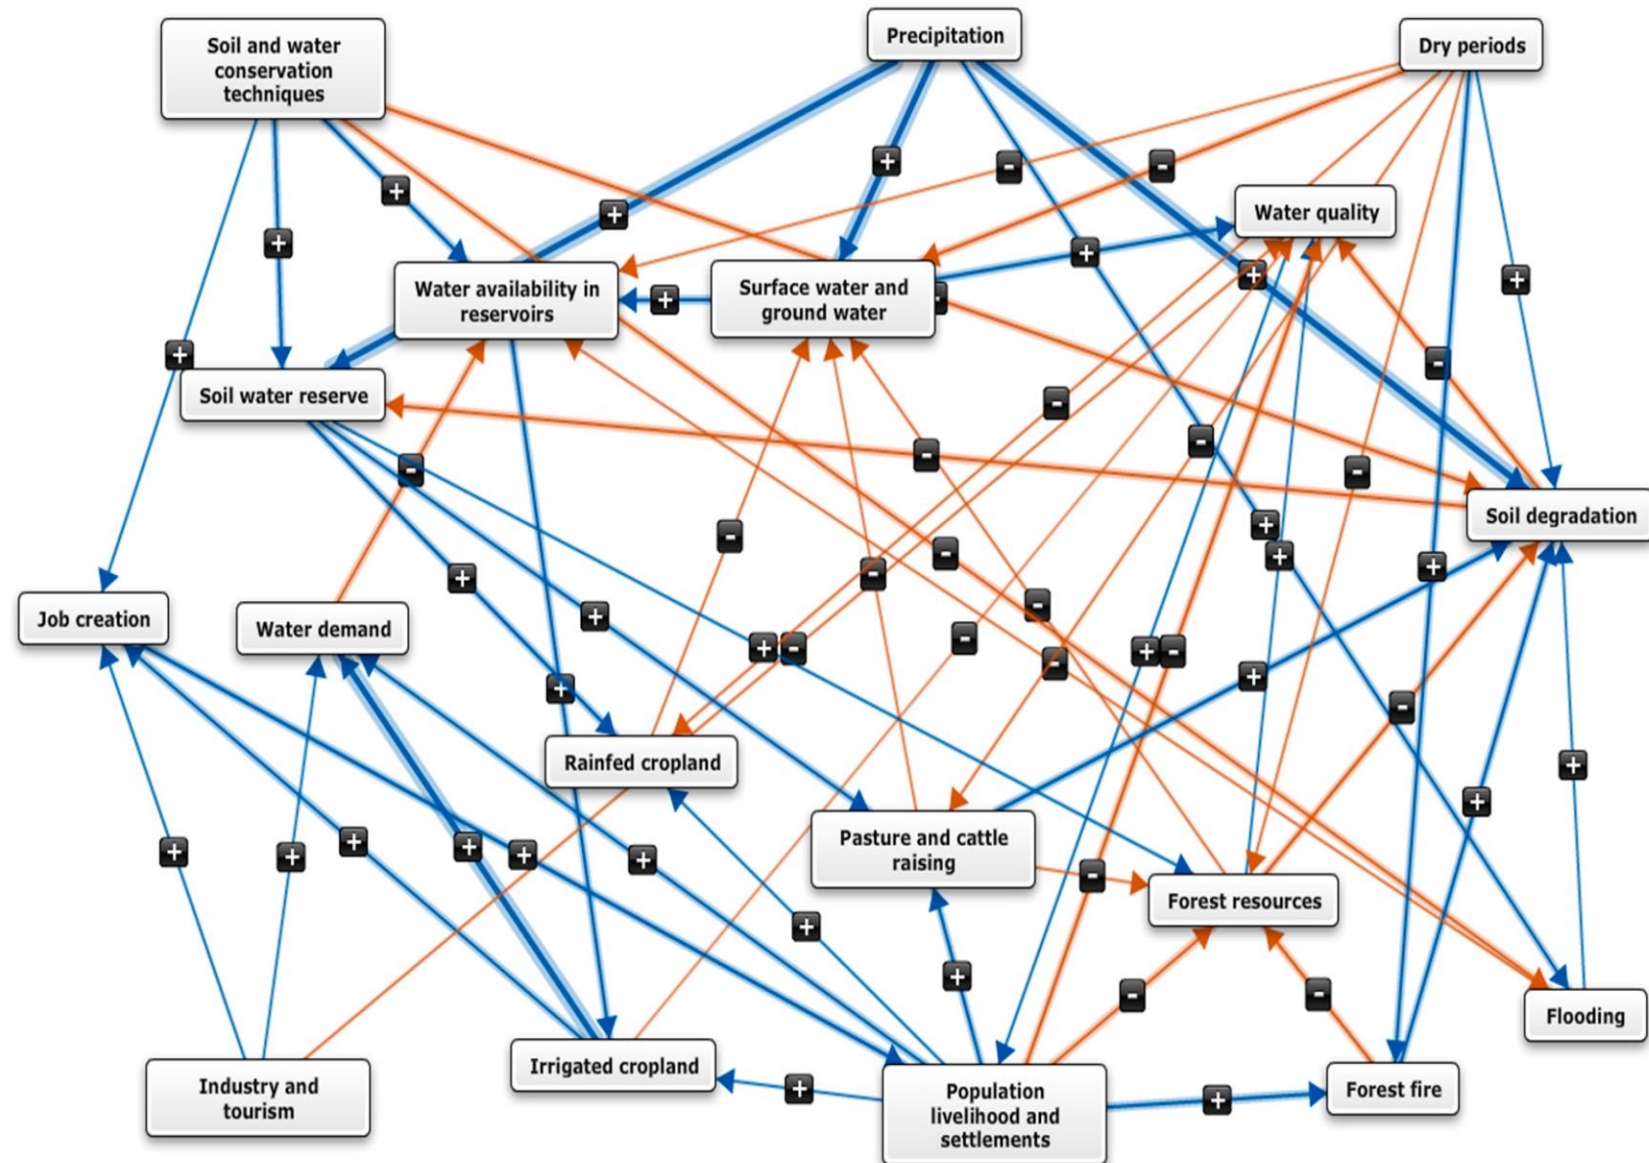 Soil and water
conservation
techniques
Precipitation
Dry periods
Water quality
Water availability in
reservoirs
Surface water and
ground water
Soil water reserve
Soil degradation
Job creation
Water demand
Rainfed cropland
Pasture and cattle
raising
Forest resources
Flooding
Irrigated cropland
Industry and
tourism
Population
livelihood and
settlements
Forest fire